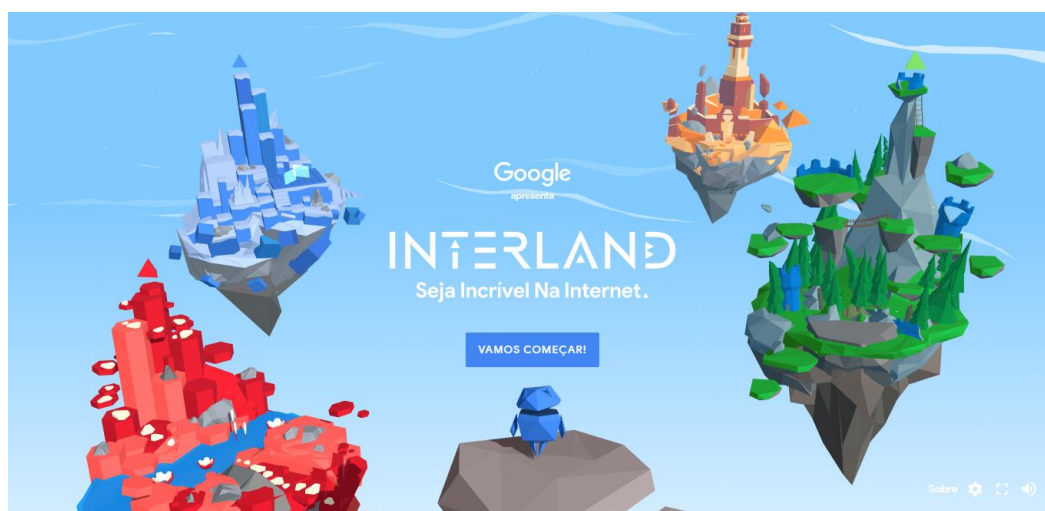 Google
apresenta
INTERLAND
Seja Incrível Na Internet
VAMOS COMEÇAR!
Sobre